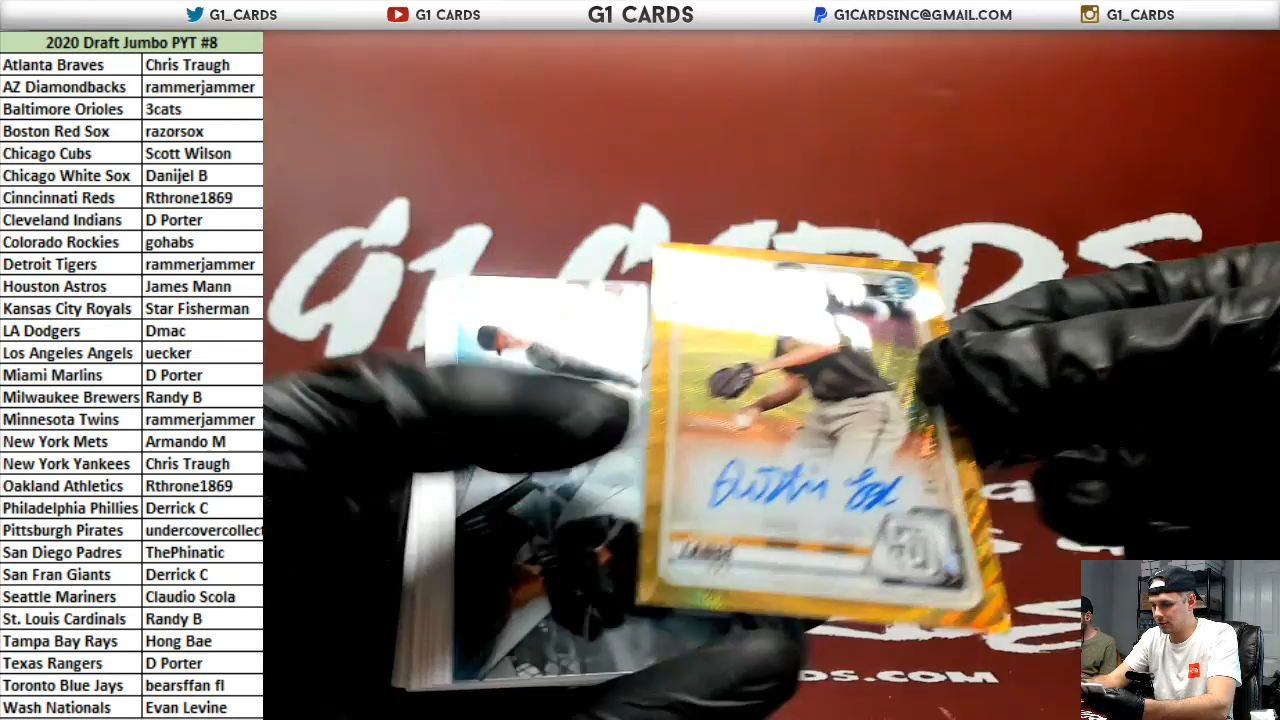 G1_CARDS
G1 CARDS
G1 CARDS
G1CARDSINC@GMAIL.COM
G1_CARDS
2020 Draft Jumbo PYT #8
Atlanta Braves Chris Traugh
AZ Diamondbacks rammerjammer
Baltimore Orioles 3cats
Boston Red Sox razorsox
Chicago Cubs Scott Wilson
Chicago White Sox Danijel B
Cinncinnati Reds Rthrone1869
Cleveland Indians D Porter
Colorado Rockies gohabs
Detroit Tigers rammerjammer
Houston Astros James Mann
Kansas City Royals Star Fisherman
LA Dodgers Dmac
Los Angeles Angels uecker
Miami Marlins D Porter
Milwaukee Brewers Randy B
Minnesota Twins rammerjammer
New York Mets Armando M
New York Yankees Chris Traugh
Oakland Athletics Rthrone1869
Philadelphia Phillies Derrick C
Pittsburgh Pirates undercovercollect
San Diego Padres ThePhinatic
San Fran Giants Derrick C
Seattle Mariners Claudio Scola
St. Louis Cardinals Randy B
Tampa Bay Rays Hong Bae
Texas Rangers D Porter
Toronto Blue Jays bearsffan fl
Wash Nationals Evan Levine
G1 CARDS
DS.COM